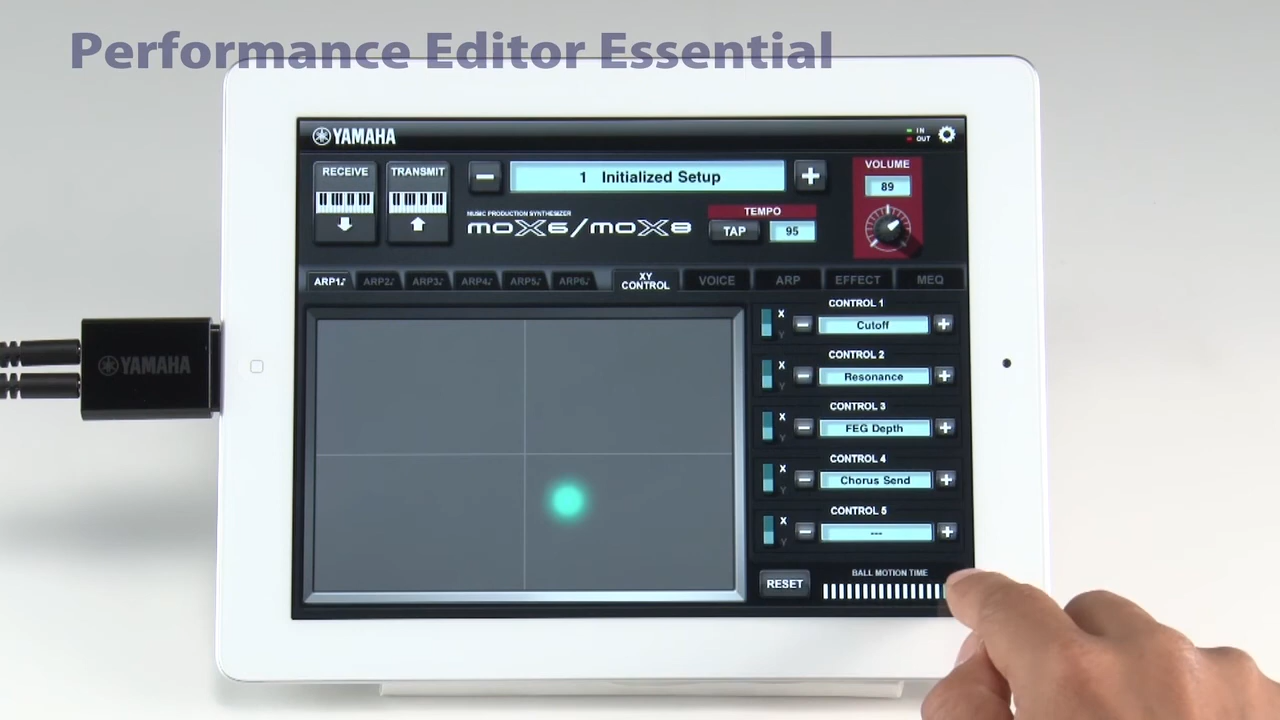 Performance Editor Essential
YAMAHA
IN
OUT
RECEIVE
TRANSMIT
1 Initialized Setup
VOLUME
89
MUSIC PRODUCTION SYNTHESIZER
moX6/moX8
TEMPO
TAP
95
ARP1
ARP2
ARP3
ARP4
ARP5
ARP6
XY CONTROL
VOICE
ARP
EFFECT
MEQ
CONTROL 1
X
Y
Cutoff
CONTROL 2
X
Y
Resonance
CONTROL 3
X
Y
FEG Depth
CONTROL 4
X
Y
Chorus Send
CONTROL 5
X
Y
---
RESET
BALL MOTION TIME
YAMAHA